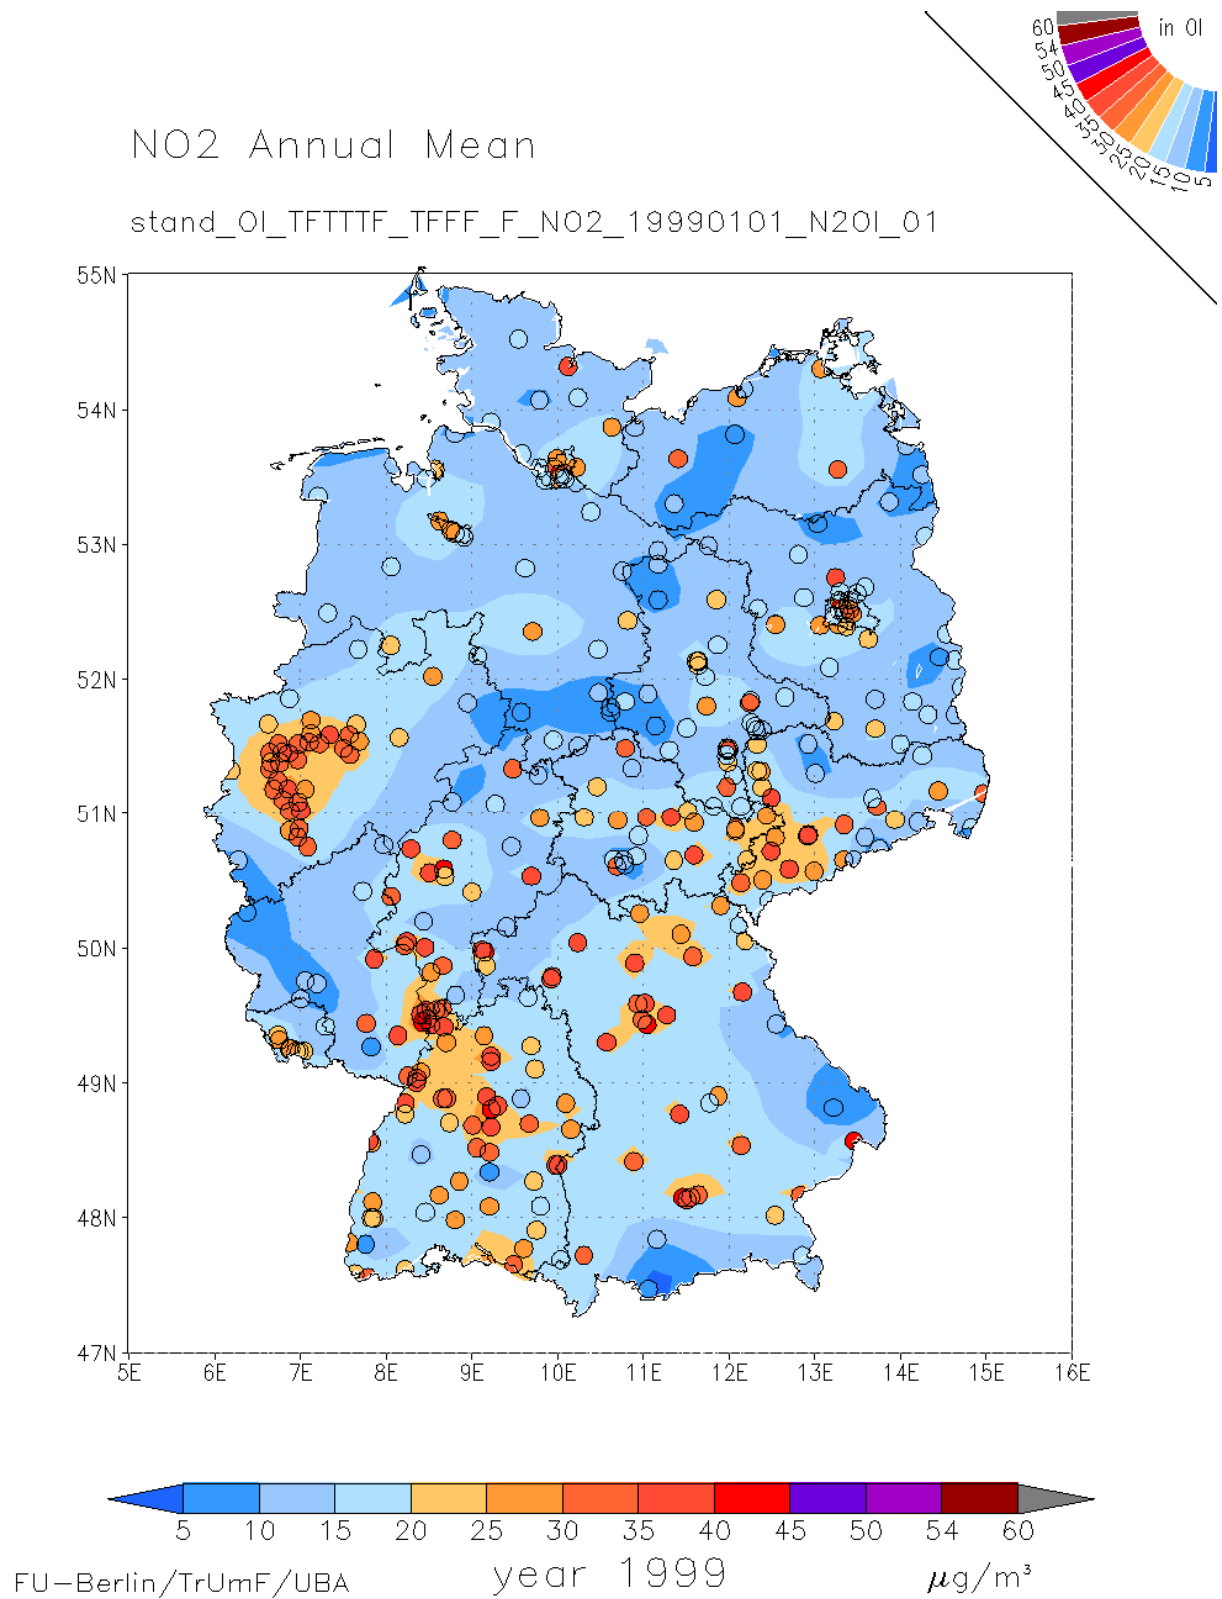 in OI
60
54
50
45
40
35
30
25
20
15
10
5
NO2 Annual Mean
stand_OI_TFTTTF_TFFF_F_NO2_19990101_N2OI_01
55N
54N
53N
52N
51N
50N
49N
48N
47N
5E 6E 7E 8E 9E 10E 11E 12E 13E 14E 15E 16E
5 10 15 20 25 30 35 40 45 50 54 60
FU-Berlin/TrUmF/UBA year 1999 μg/m³